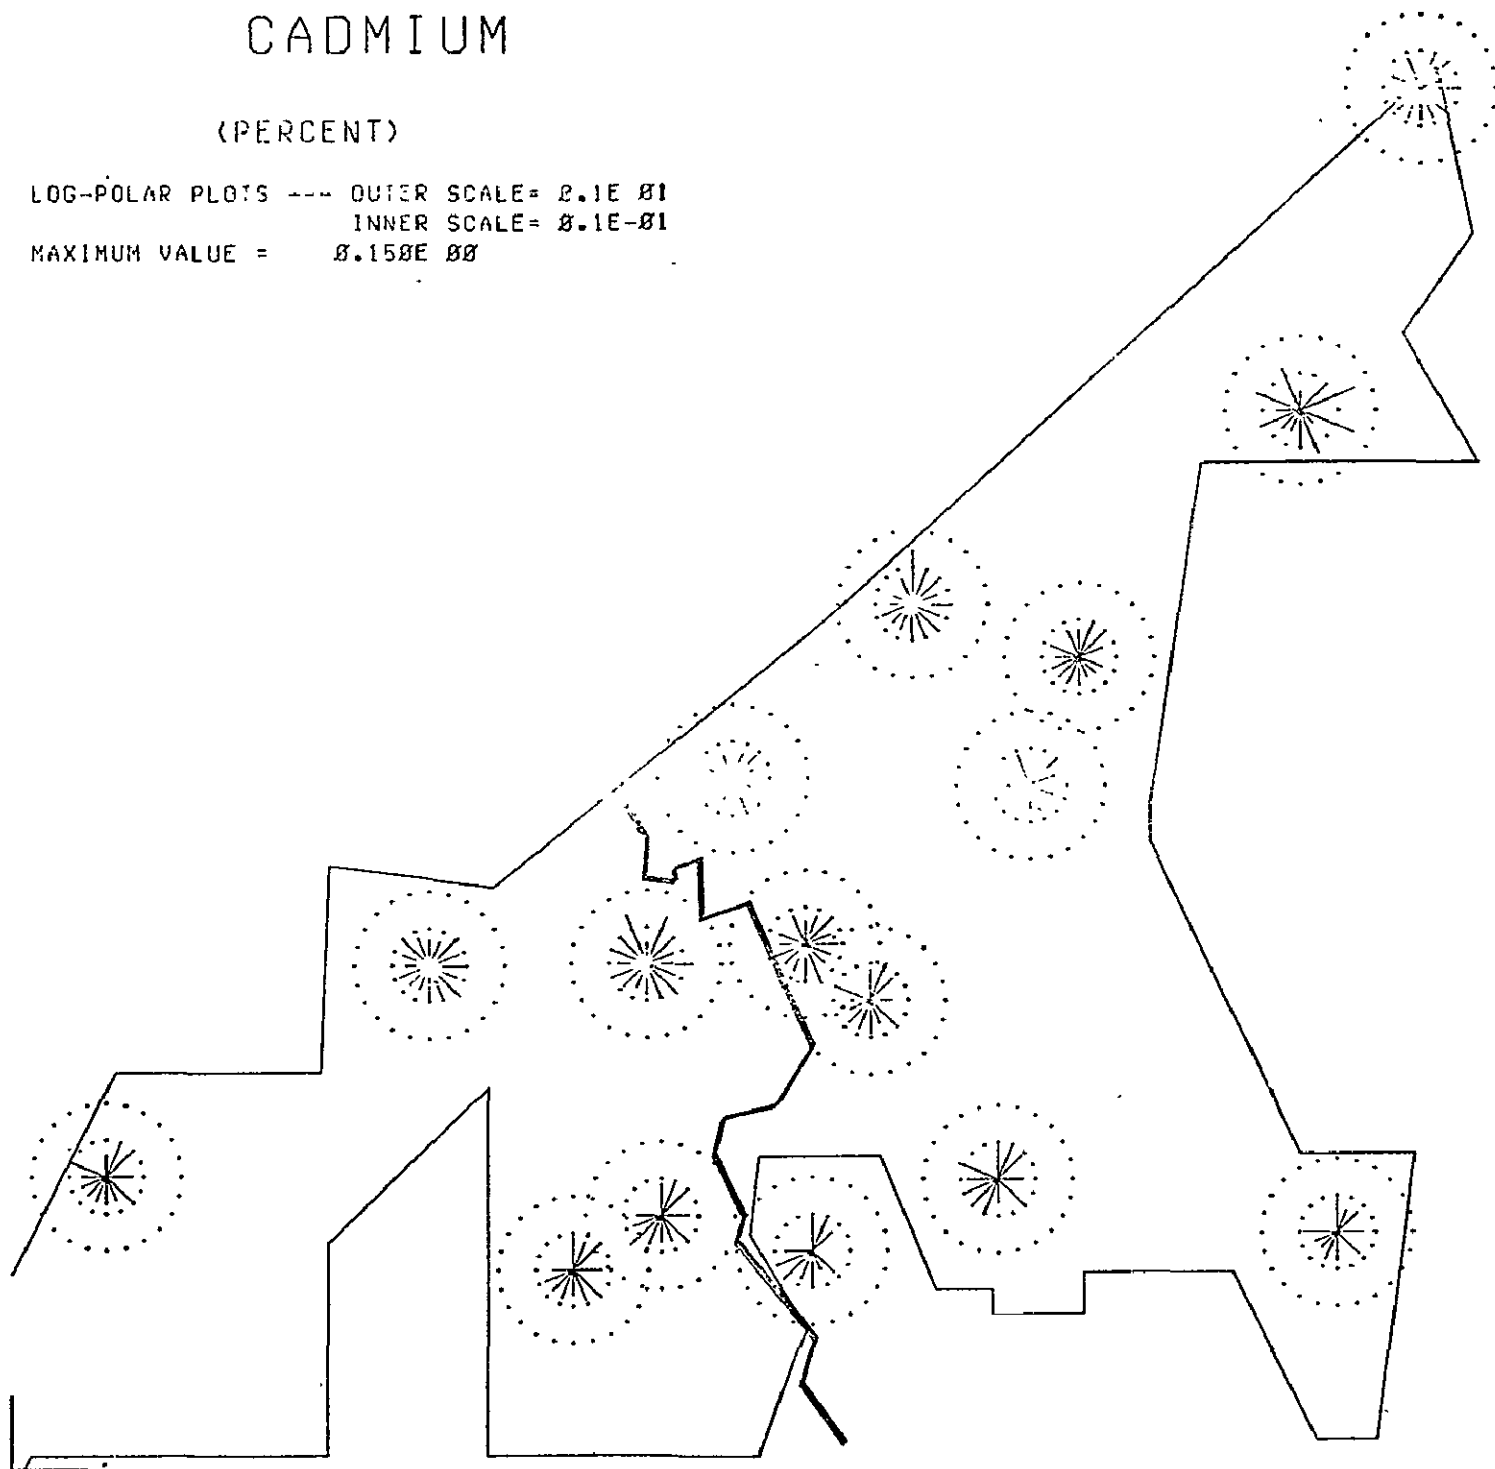 CADMIUM
(PERCENT)
LOG-POLAR PLOTS --- OUTER SCALE= 0.1E 01
INNER SCALE= 0.1E-01
MAXIMUM VALUE = 0.150E 00